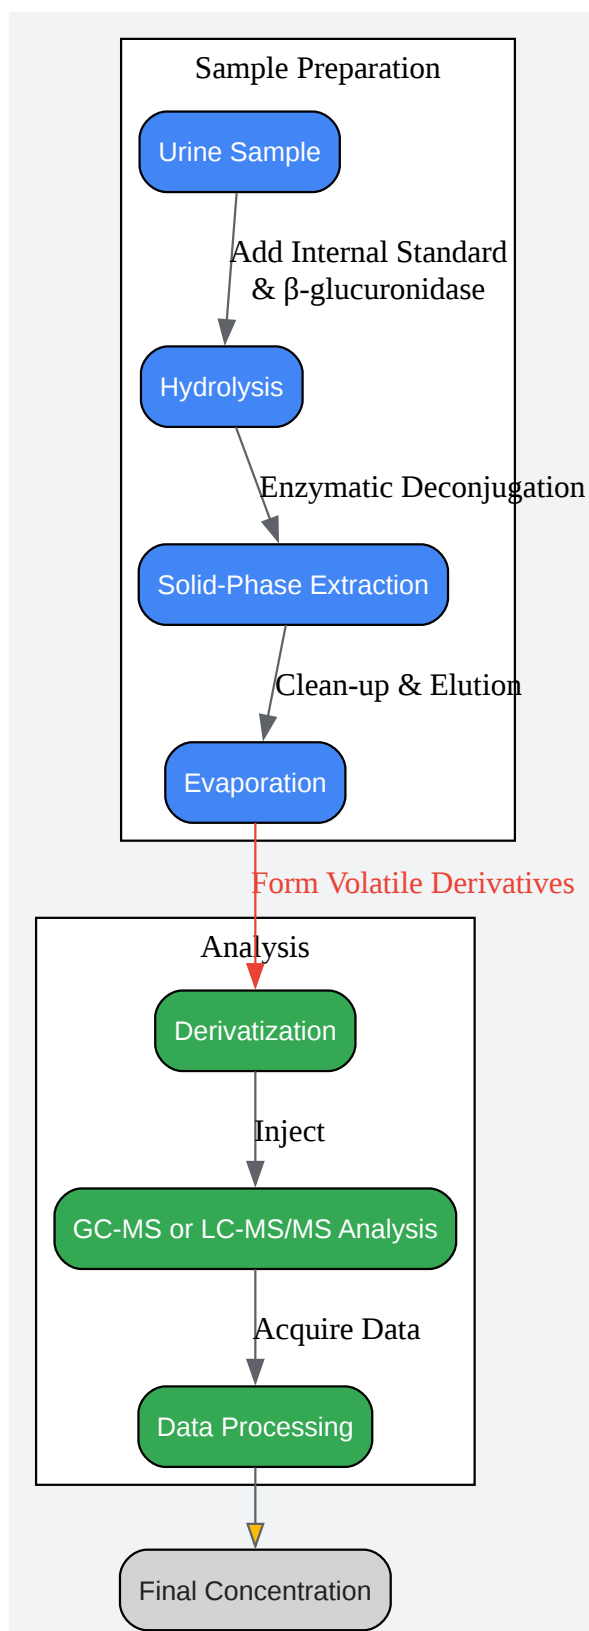 Sample Preparation
Urine Sample
Add Internal Standard
& β-glucuronidase
Hydrolysis
Enzymatic Deconjugation
Solid-Phase Extraction
Clean-up & Elution
Evaporation
Form Volatile Derivatives
Analysis
Derivatization
Inject
GC-MS or LC-MS/MS Analysis
Acquire Data
Data Processing
Final Concentration